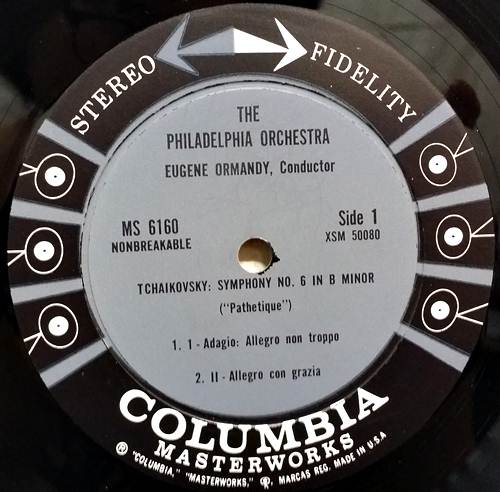 STEREO FIDELITY
THE
PHILADELPHIA ORCHESTRA
EUGENE ORMANDY, Conductor
MS 6160 Side 1
NONBREAKABLE XSM 50080
TCHAIKOVSKY: SYMPHONY NO. 6 IN B MINOR
("Pathetique")
1. 1 - Adagio: Allegro non troppo
2. II - Allegro con grazia
COLUMBIA
MASTERWORKS
® "COLUMBIA," "MASTERWORKS," MARCAS REG. MADE IN U.S.A